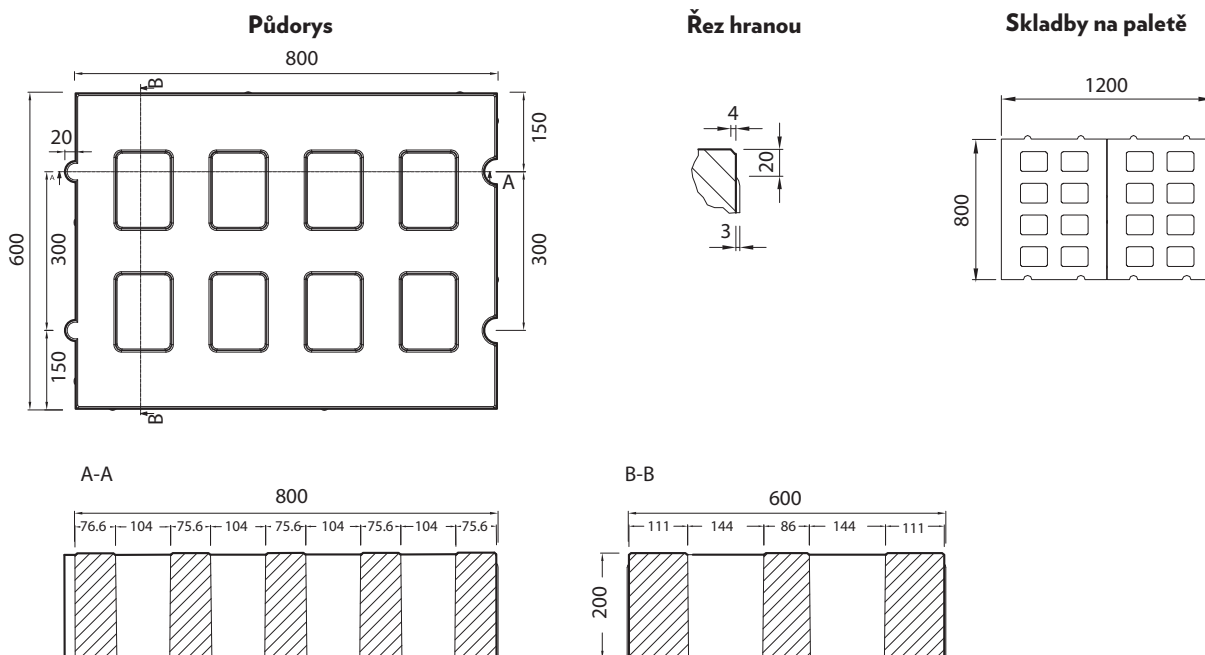 Půdorys
Řez hranou
Skladby na paletě
800
B
20
A
A
600
300
150
150
300
B
4
20
3
1200
800
A-A
800
76.6 104 75.6 104 75.6 104 75.6 104 75.6
B-B
600
111 144 86 144 111
200